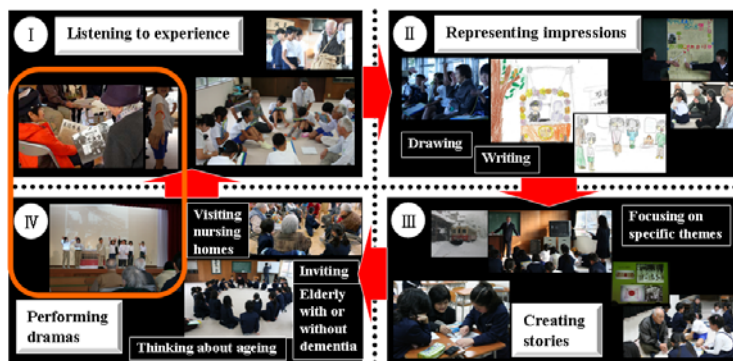 I
Listening to experience
II
Representing impressions
Drawing
Writing
III
Focusing on
specific themes
Creating
stories
IV
Visiting
nursing
homes
Inviting
Elderly
with or
without
dementia
Performing
dramas
Thinking about ageing